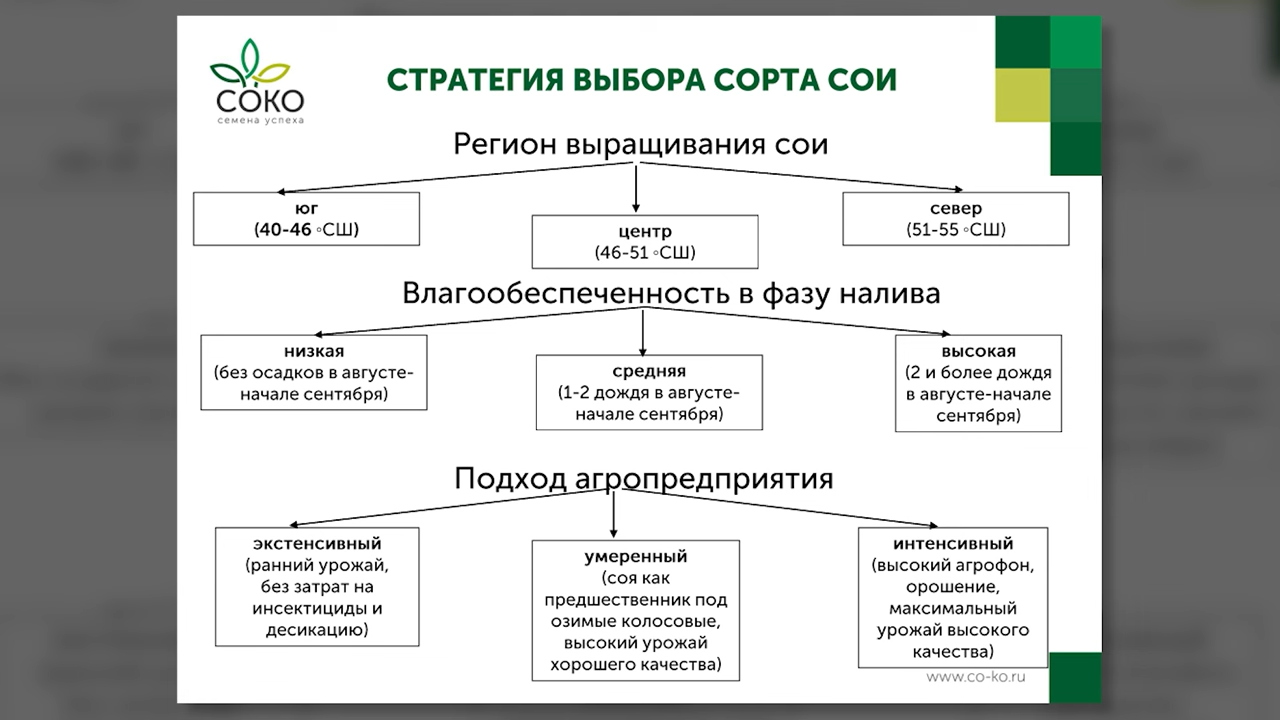 СОКО
семена успеха
СТРАТЕГИЯ ВЫБОРА СОРТА СОИ
Регион выращивания сои
юг
(40-46 ◦СШ)
центр
(46-51 ◦СШ)
север
(51-55 ◦СШ)
Влагообеспеченность в фазу налива
низкая
(без осадков в августе-
начале сентября)
средняя
(1-2 дождя в августе-
начале сентября)
высокая
(2 и более дождя
в августе-начале
сентября)
Подход агропредприятия
экстенсивный
(ранний урожай,
без затрат на
инсектициды и
десикацию)
умеренный
(соя как
предшественник под
озимые колосовые,
высокий урожай
хорошего качества)
интенсивный
(высокий агрофон,
орошение,
максимальный
урожай высокого
качества)
www.co-ko.ru